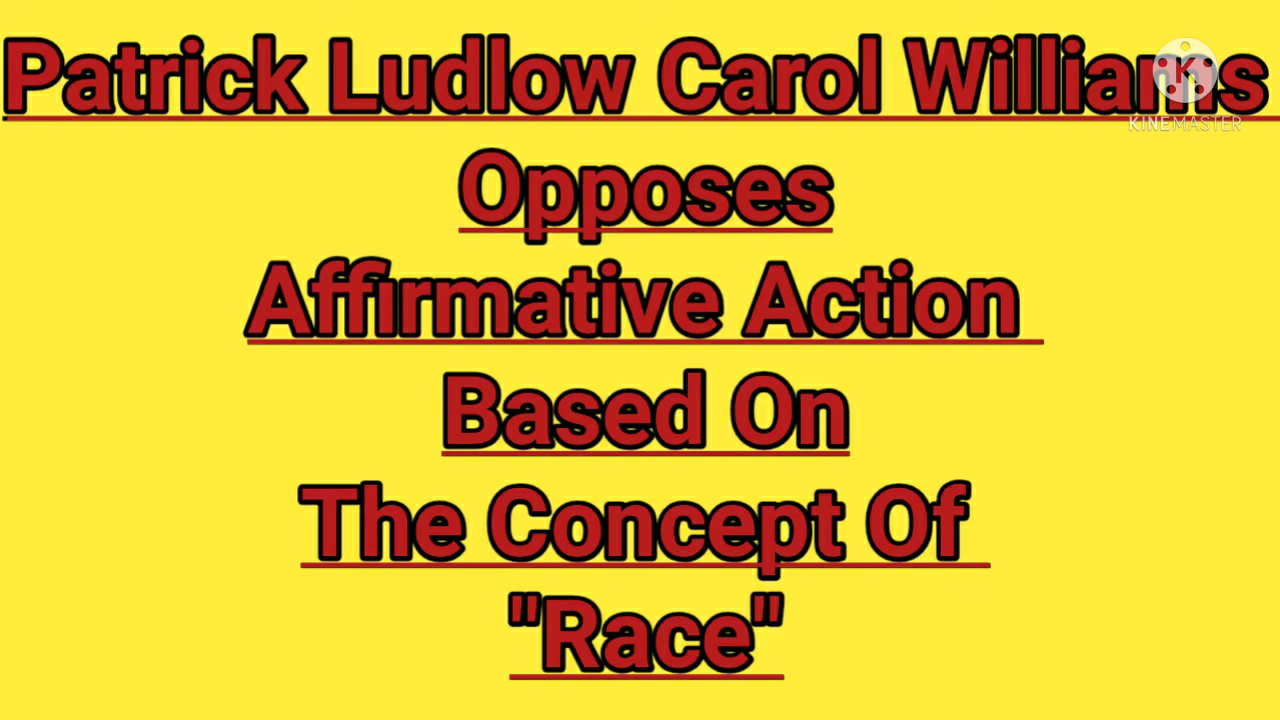 Patrick Ludlow Carol Williams
KINEMASTER
Opposes
Affirmative Action
Based On
The Concept Of
"Race"